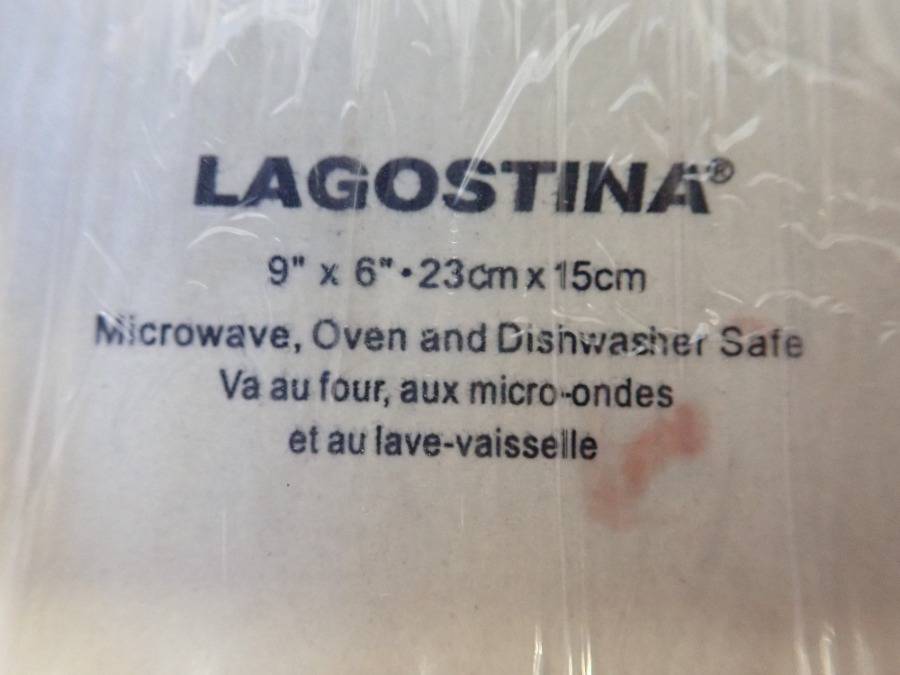 LAGOSTINA®
9" x 6" • 23cm x 15cm
Microwave, Oven and Dishwasher Safe
Va au four, aux micro-ondes
et au lave-vaisselle